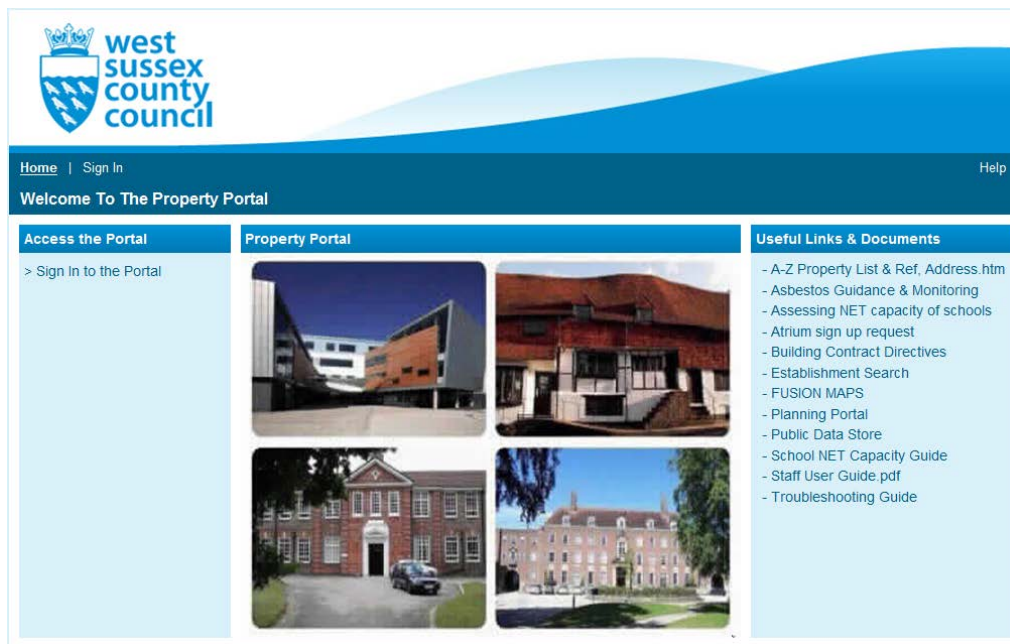 west
sussex
county
council
Home | Sign In
Help
Welcome To The Property Portal
Access the Portal
> Sign In to the Portal
Property Portal
Useful Links & Documents
- A-Z Property List & Ref, Address.htm
- Asbestos Guidance & Monitoring
- Assessing NET capacity of schools
- Atrium sign up request
- Building Contract Directives
- Establishment Search
- FUSION MAPS
- Planning Portal
- Public Data Store
- School NET Capacity Guide
- Staff User Guide.pdf
- Troubleshooting Guide